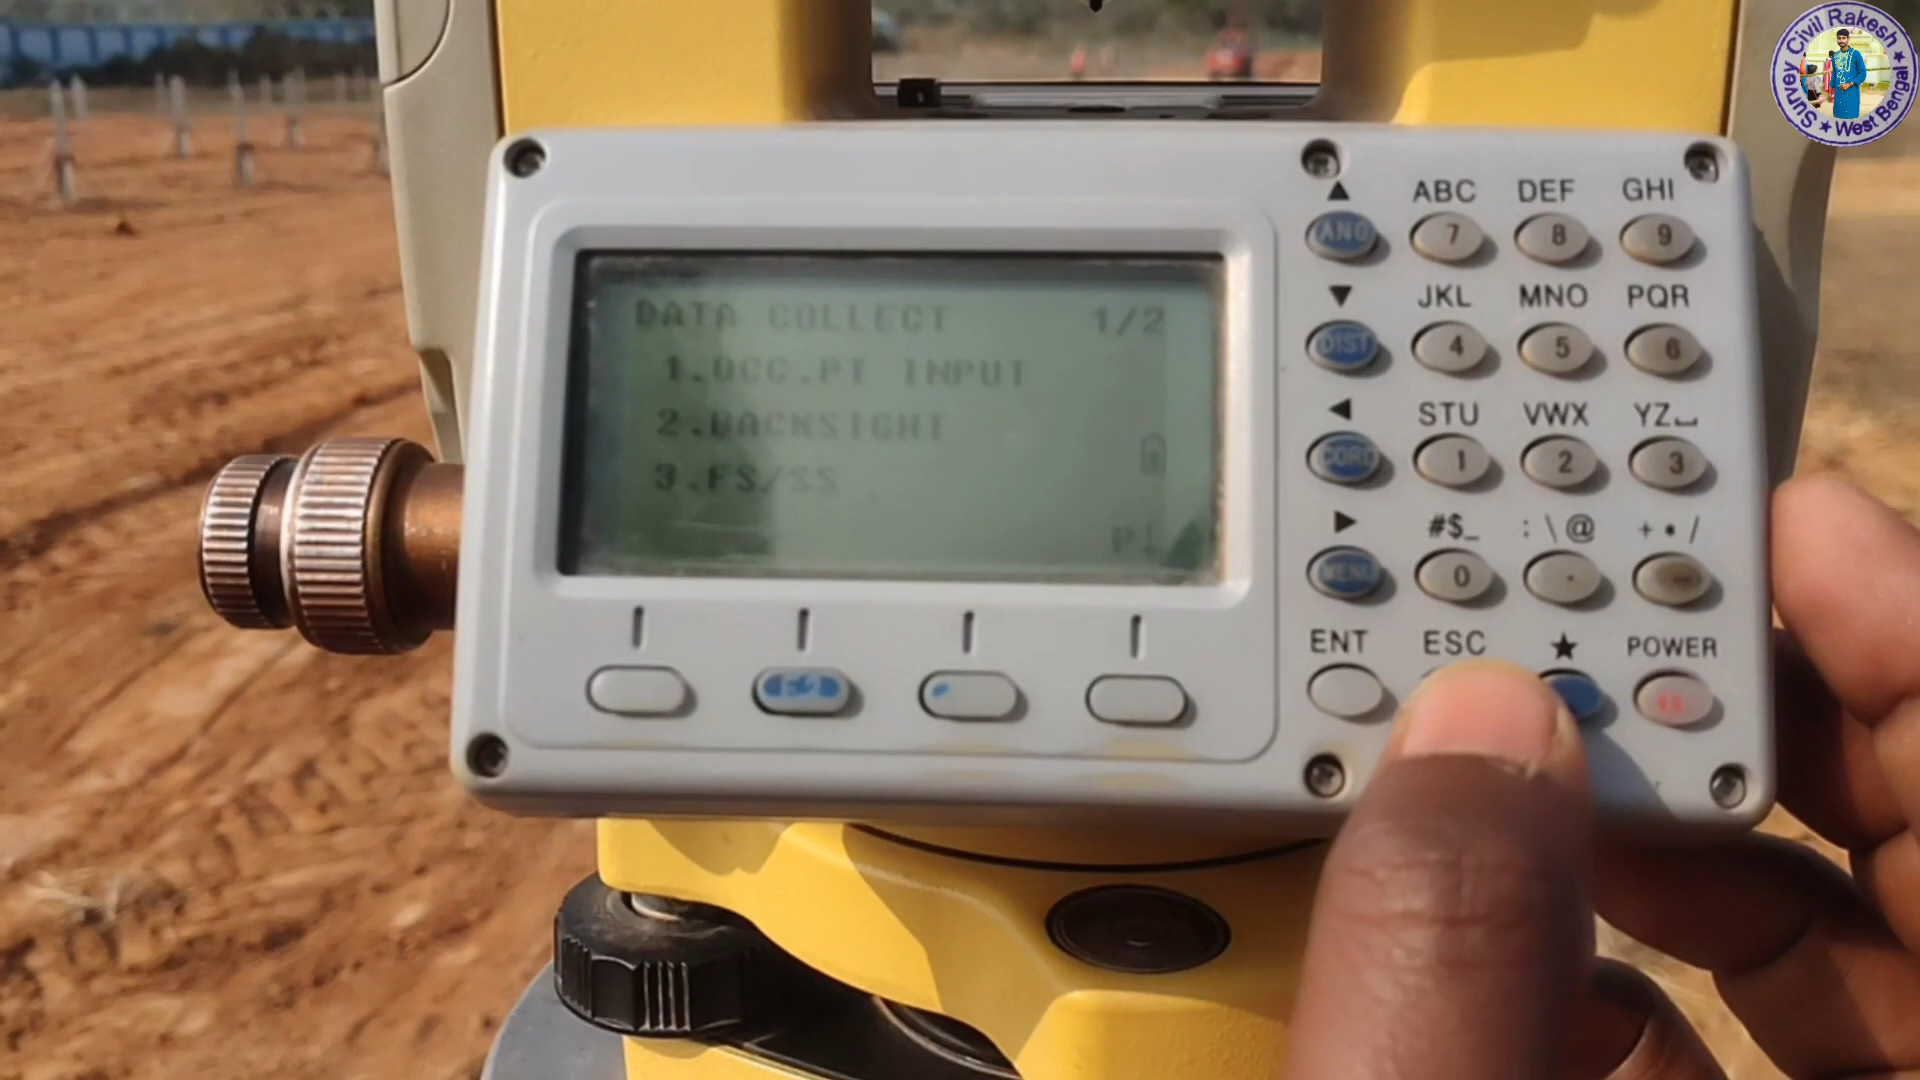 Civil Rakesh
Survey ★ West Bengal ★
DATA COLLECT 1/2
1.OCC.PT INPUT
2.BACKSIGHT
3.FS/SS
P↓
▲ ABC DEF GHI
ANG 7 8 9
▼ JKL MNO PQR
DIST 4 5 6
◀ STU VWX YZ⎵
CORD 1 2 3
▶ #$_ :\@ +•/
MENU 0 .
ENT ESC ★ POWER